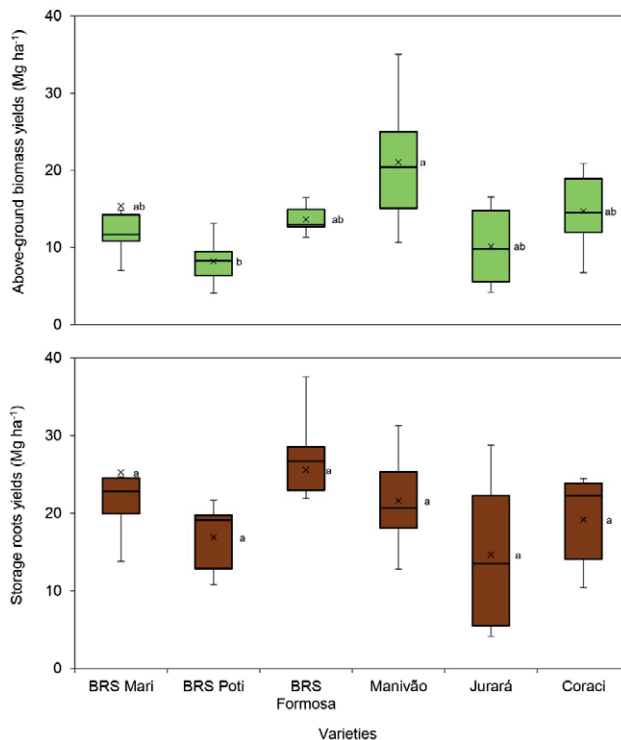 Above-ground biomass yields (Mg ha⁻¹)
40
30
20
10
0
ab
b
ab
a
ab
ab
Storage roots yields (Mg ha⁻¹)
40
30
20
10
0
a
a
a
a
a
a
BRS Mari
BRS Poti
BRS
Formosa
Manivão
Jurará
Coraci
Varieties